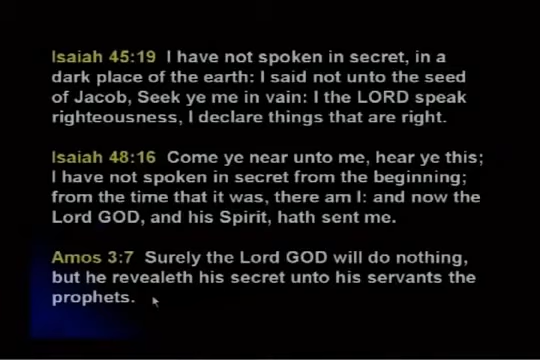 Isaiah 45:19 I have not spoken in secret, in a
dark place of the earth: I said not unto the seed
of Jacob, Seek ye me in vain: I the LORD speak
righteousness, I declare things that are right.
Isaiah 48:16 Come ye near unto me, hear ye this;
I have not spoken in secret from the beginning;
from the time that it was, there am I: and now the
Lord GOD, and his Spirit, hath sent me.
Amos 3:7 Surely the Lord GOD will do nothing,
but he revealeth his secret unto his servants the
prophets.